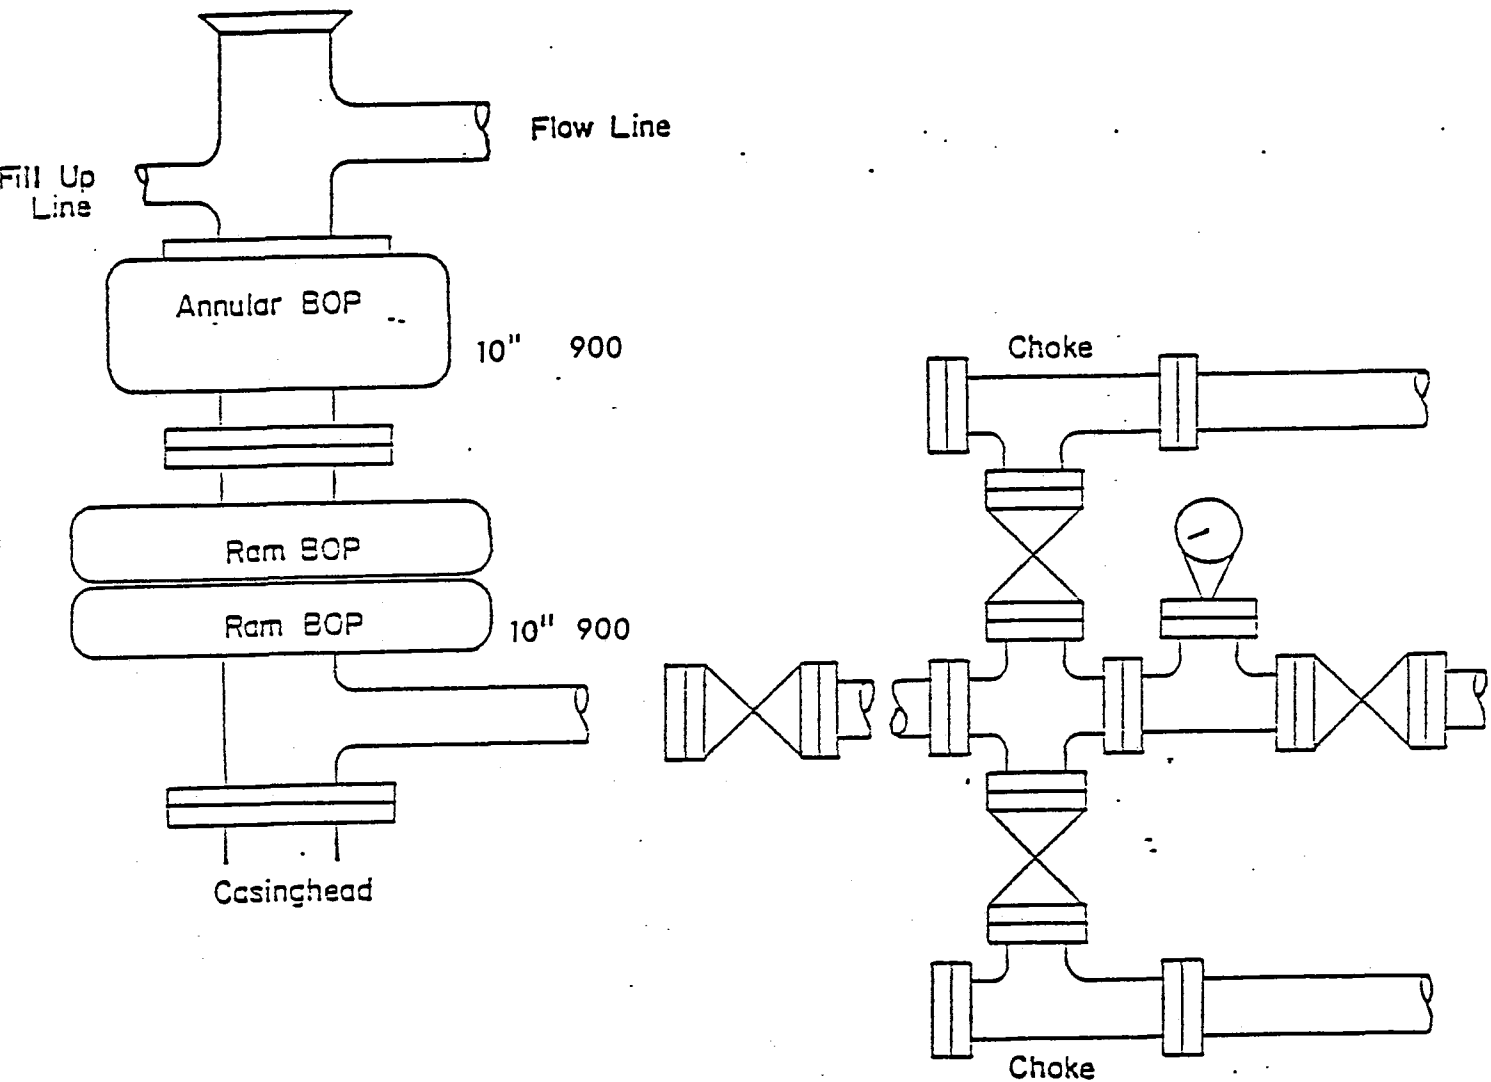 Flow Line
Fill Up
Line
Annular BOP
10" 900
Choke
Ram BOP
Ram BOP
10" 900
Casinghead
Choke